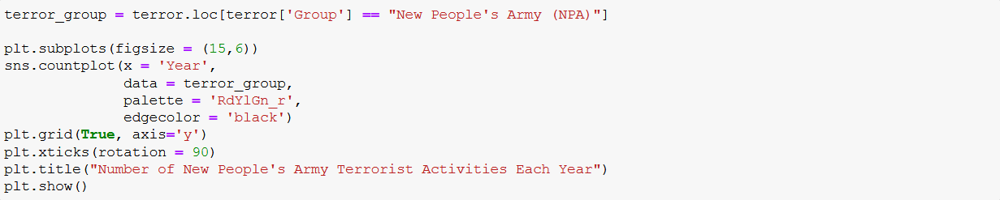 terror_group = terror.loc[terror['Group'] == "New People's Army (NPA)"]

plt.subplots(figsize = (15,6))
sns.countplot(x = 'Year',
              data = terror_group,
              palette = 'RdYlGn_r',
              edgecolor = 'black')
plt.grid(True, axis='y')
plt.xticks(rotation = 90)
plt.title("Number of New People's Army Terrorist Activities Each Year")
plt.show()